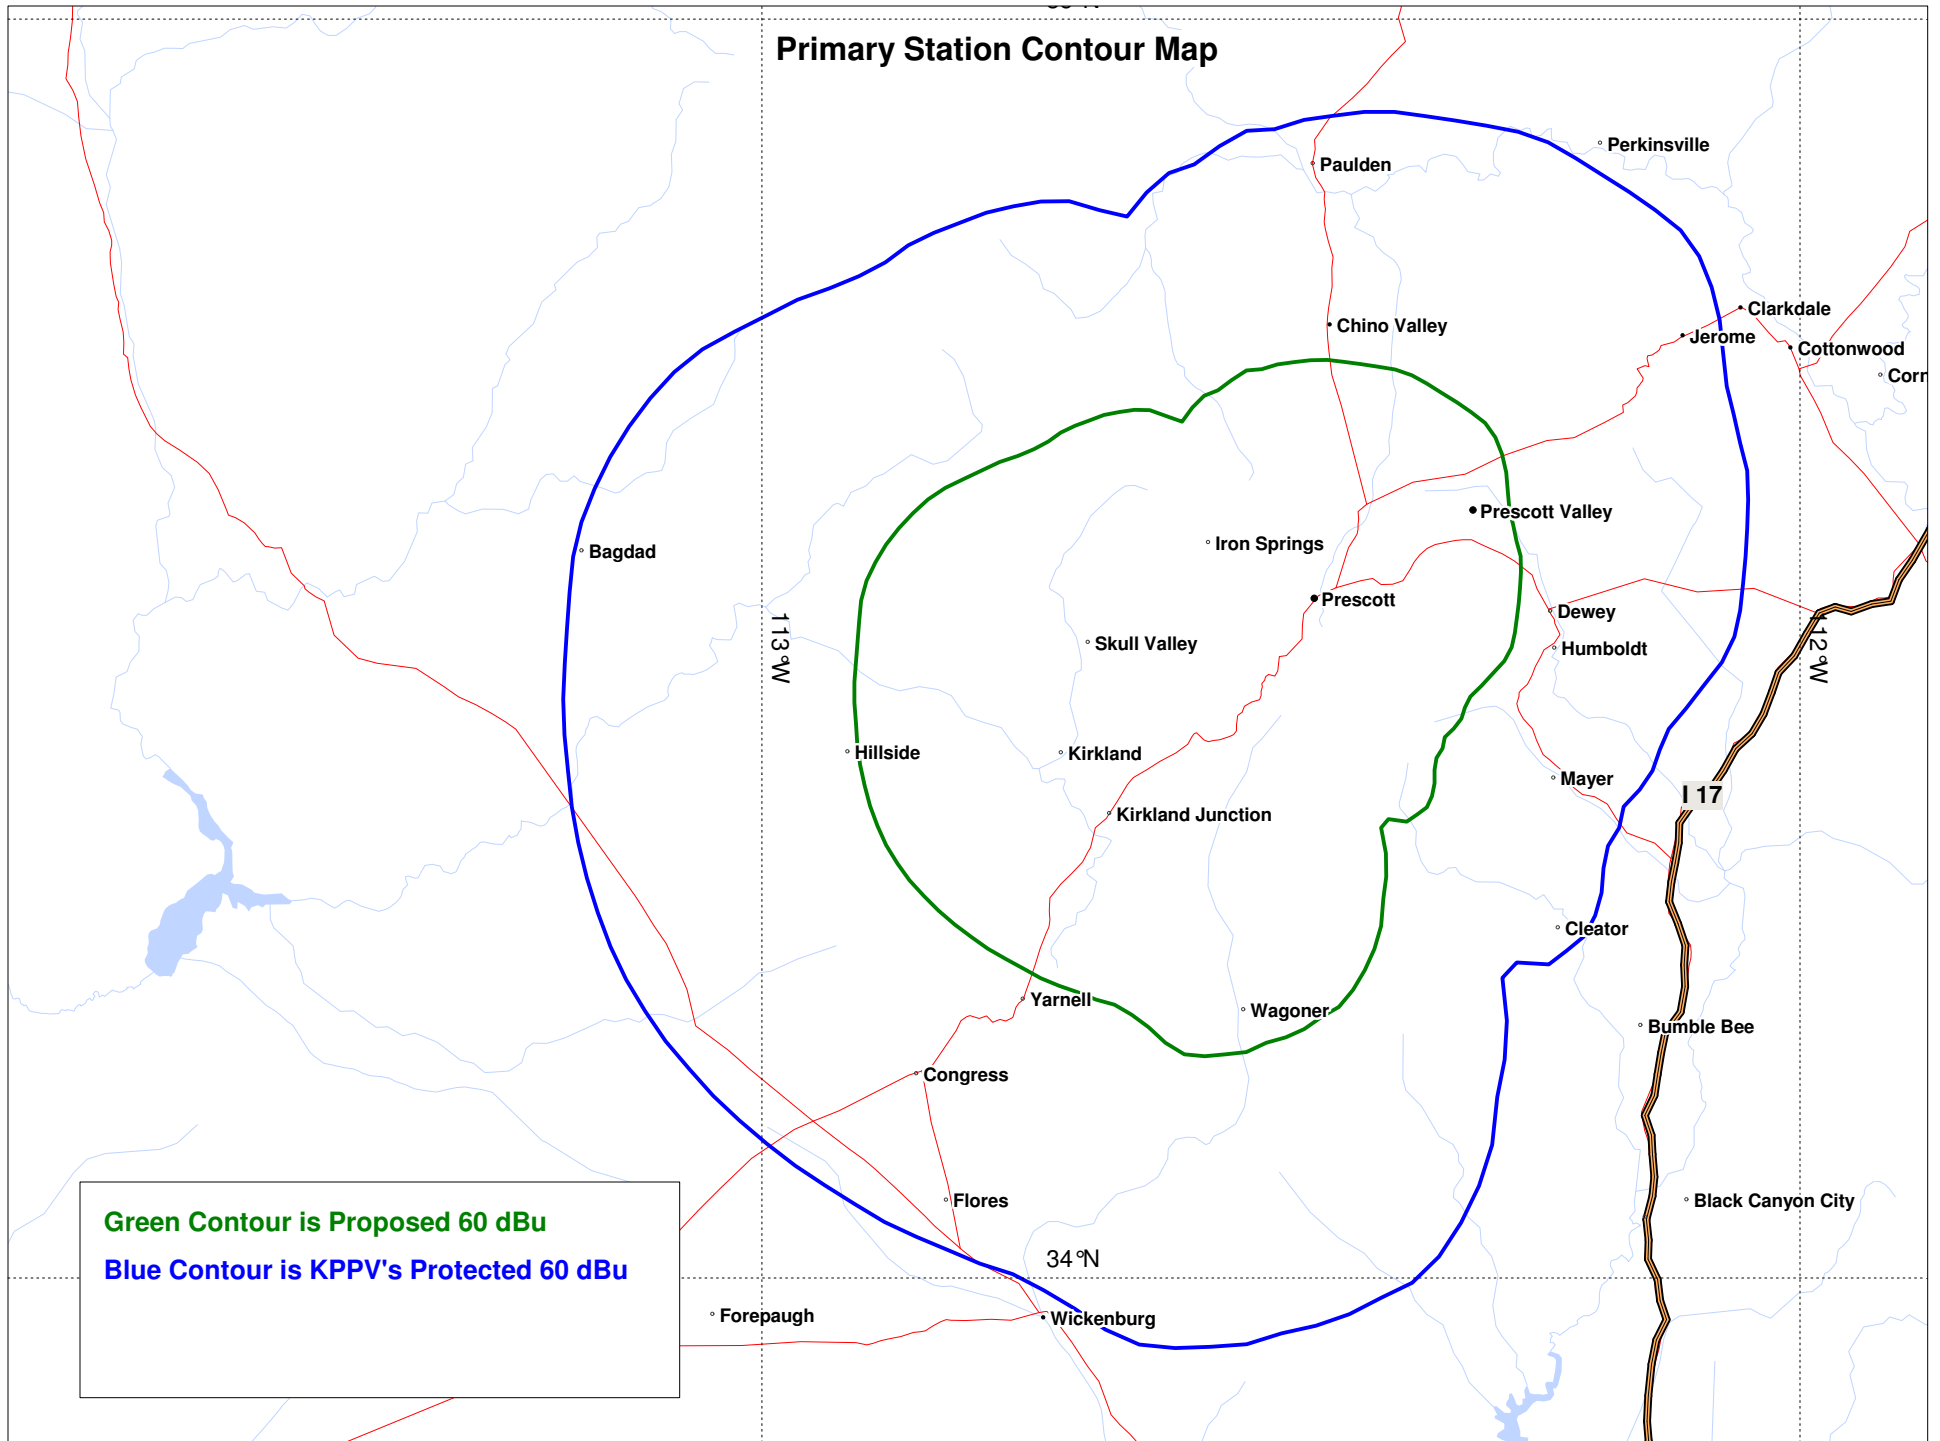 Primary Station Contour Map
Perkinsville
Paulden
Clarkdale
Chino Valley
Jerome
Cottonwood
Corn
Prescott Valley
Iron Springs
Bagdad
Prescott
Dewey
113°W
Skull Valley
Humboldt
112°W
Hillside
Kirkland
Mayer
I 17
Kirkland Junction
Cleator
Yarnell
Wagoner
Bumble Bee
Congress
Flores
Black Canyon City
Green Contour is Proposed 60 dBu
34°N
Blue Contour is KPPV's Protected 60 dBu
Forepaugh
Wickenburg